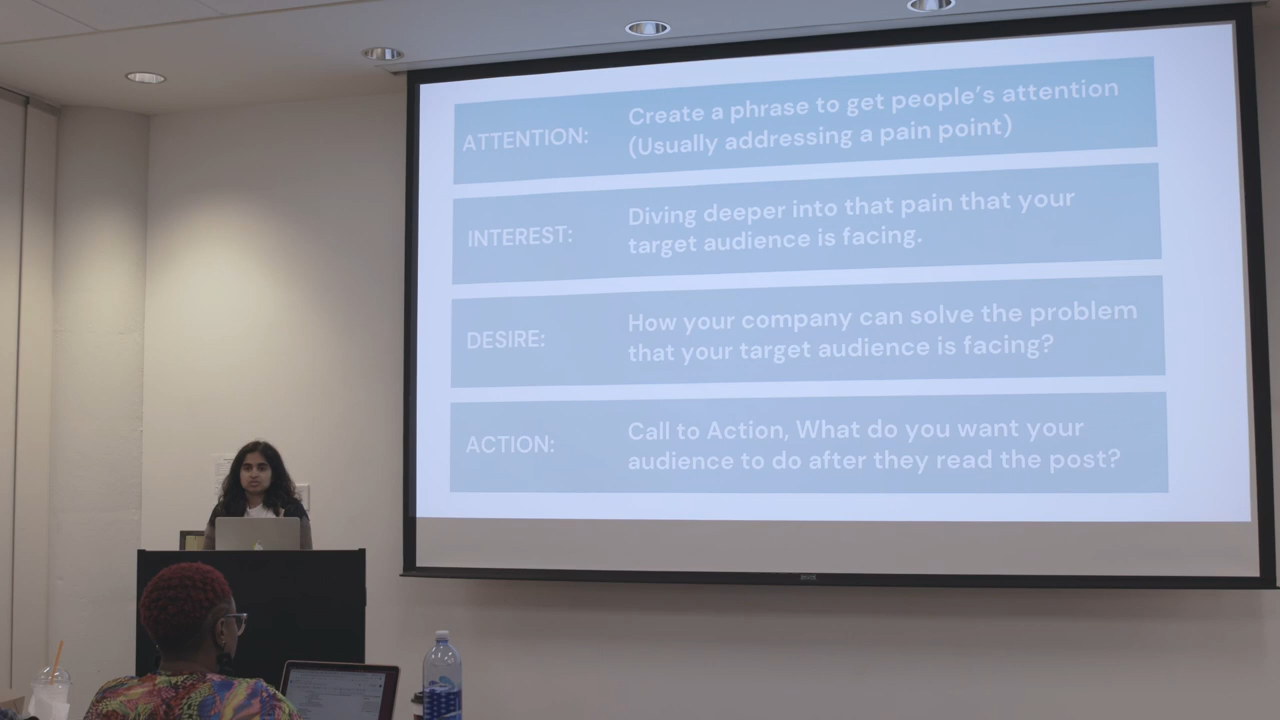 ATTENTION:
Create a phrase to get people's attention
(Usually addressing a pain point)
INTEREST:
Diving deeper into that pain that your
target audience is facing.
DESIRE:
How your company can solve the problem
that your target audience is facing?
ACTION:
Call to Action, What do you want your
audience to do after they read the post?